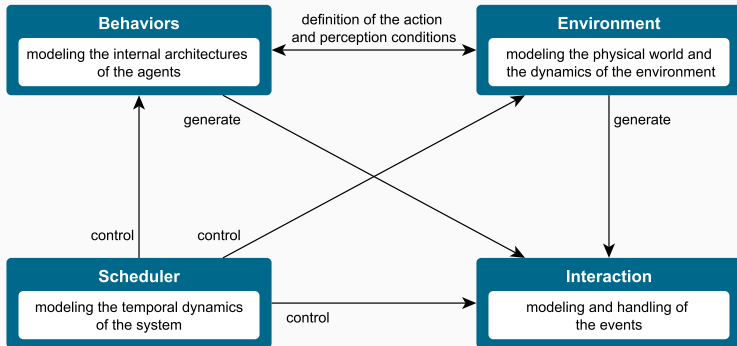 Behaviors
modeling the internal architectures
of the agents
definition of the action
and perception conditions
Environment
modeling the physical world and
the dynamics of the environment
generate
generate
control
control
Scheduler
modeling the temporal dynamics
of the system
control
Interaction
modeling and handling of
the events